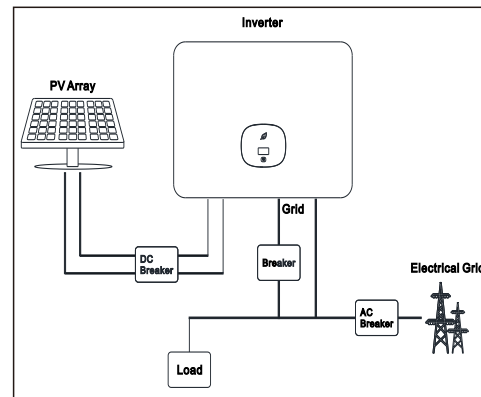 Inverter
PV Array
Grid
DC
Breaker
Breaker
Electrical Grid
AC
Breaker
Load